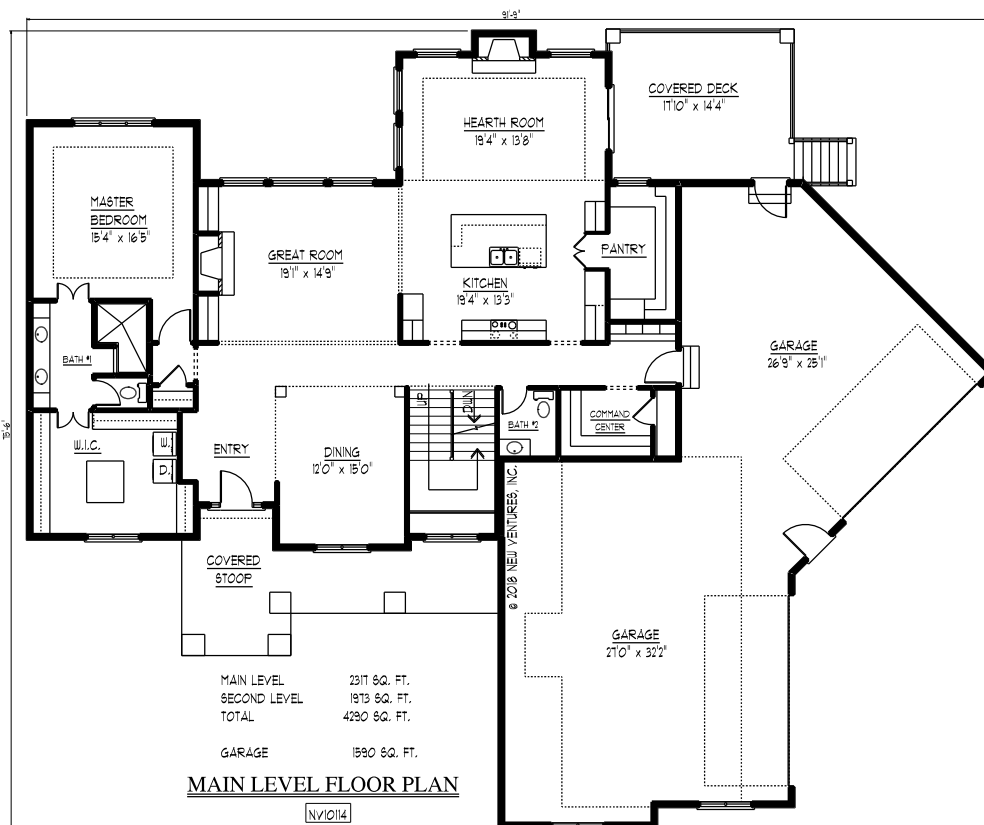 91'-9"
COVERED DECK
17'10" x 14'4"
HEARTH ROOM
19'4" x 13'8"
MASTER
BEDROOM
15'4" x 16'5"
GREAT ROOM
19'1" x 14'9"
PANTRY
KITCHEN
19'4" x 13'3"
GARAGE
26'9" x 25'1"
BATH #1
75'-6"
UP
DWN
COMMAND
CENTER
BATH #2
W.I.C.
W.
D.
ENTRY
DINING
12'0" x 15'0"
© 2018 NEW VENTURES, INC.
COVERED
STOOP
GARAGE
27'0" x 32'2"
MAIN LEVEL 2317 SQ. FT.
SECOND LEVEL 1973 SQ. FT.
TOTAL 4290 SQ. FT.
GARAGE 1590 SQ. FT.
MAIN LEVEL FLOOR PLAN
NV10114